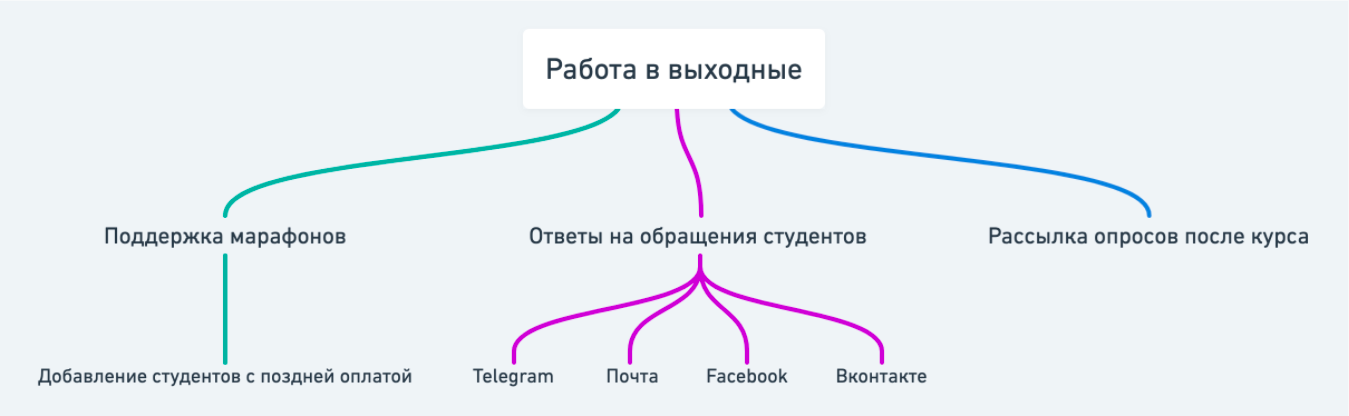 Работа в выходные
Поддержка марафонов
Ответы на обращения студентов
Рассылка опросов после курса
Добавление студентов с поздней оплатой
Telegram
Почта
Facebook
Вконтакте